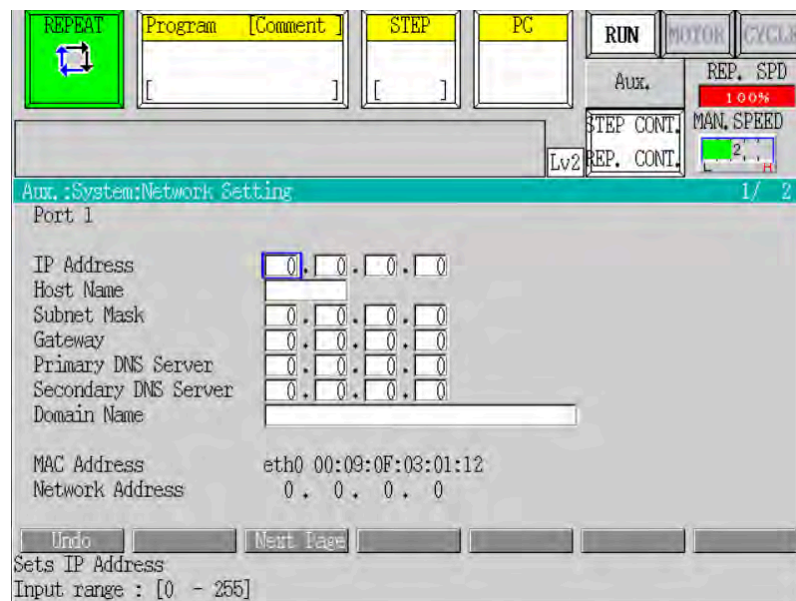 REPEAT
Program [Comment ]
[ ]
STEP
[ ]
PC
RUN
MOTOR
CYCLE
Aux.
REP. SPD
100%
STEP CONT.
REP. CONT.
MAN.SPEED
2
L H
Lv2
Aux.:System:Network Setting 1/ 2
Port 1
IP Address 0. 0. 0. 0
Host Name
Subnet Mask 0. 0. 0. 0
Gateway 0. 0. 0. 0
Primary DNS Server 0. 0. 0. 0
Secondary DNS Server 0. 0. 0. 0
Domain Name
MAC Address eth0 00:09:0F:03:01:12
Network Address 0. 0. 0. 0
Undo Next Page
Sets IP Address
Input range : [0 - 255]